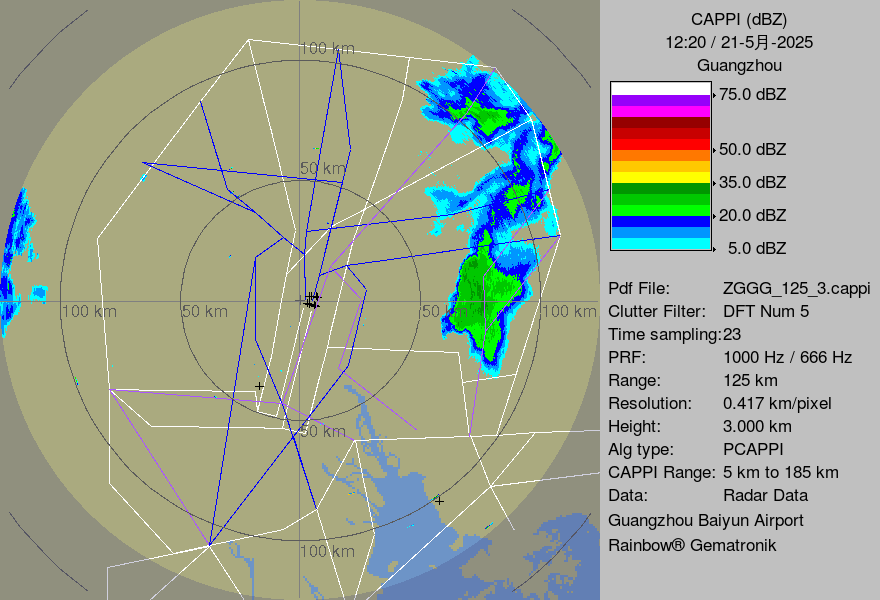 100 km
50 km
100 km
50 km
50 km
100 km
50 km
100 km
CAPPI (dBZ)
12:20 / 21-5月-2025
Guangzhou
75.0 dBZ
50.0 dBZ
35.0 dBZ
20.0 dBZ
5.0 dBZ
Pdf File: ZGGG_125_3.cappi
Clutter Filter: DFT Num 5
Time sampling:23
PRF: 1000 Hz / 666 Hz
Range: 125 km
Resolution: 0.417 km/pixel
Height: 3.000 km
Alg type: PCAPPI
CAPPI Range: 5 km to 185 km
Data: Radar Data
Guangzhou Baiyun Airport
Rainbow® Gematronik